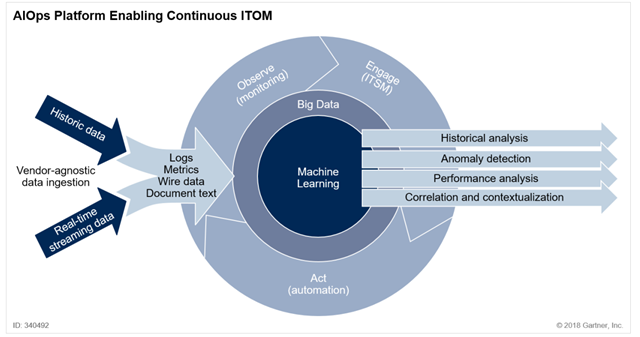 AIOps Platform Enabling Continuous ITOM
Historic data
Vendor-agnostic
data ingestion
Real-time
streaming data
Logs
Metrics
Wire data
Document text
Observe
(monitoring)
Engage
(ITSM)
Big Data
Machine
Learning
Act
(automation)
Historical analysis
Anomaly detection
Performance analysis
Correlation and contextualization
ID: 340492
© 2018 Gartner, Inc.